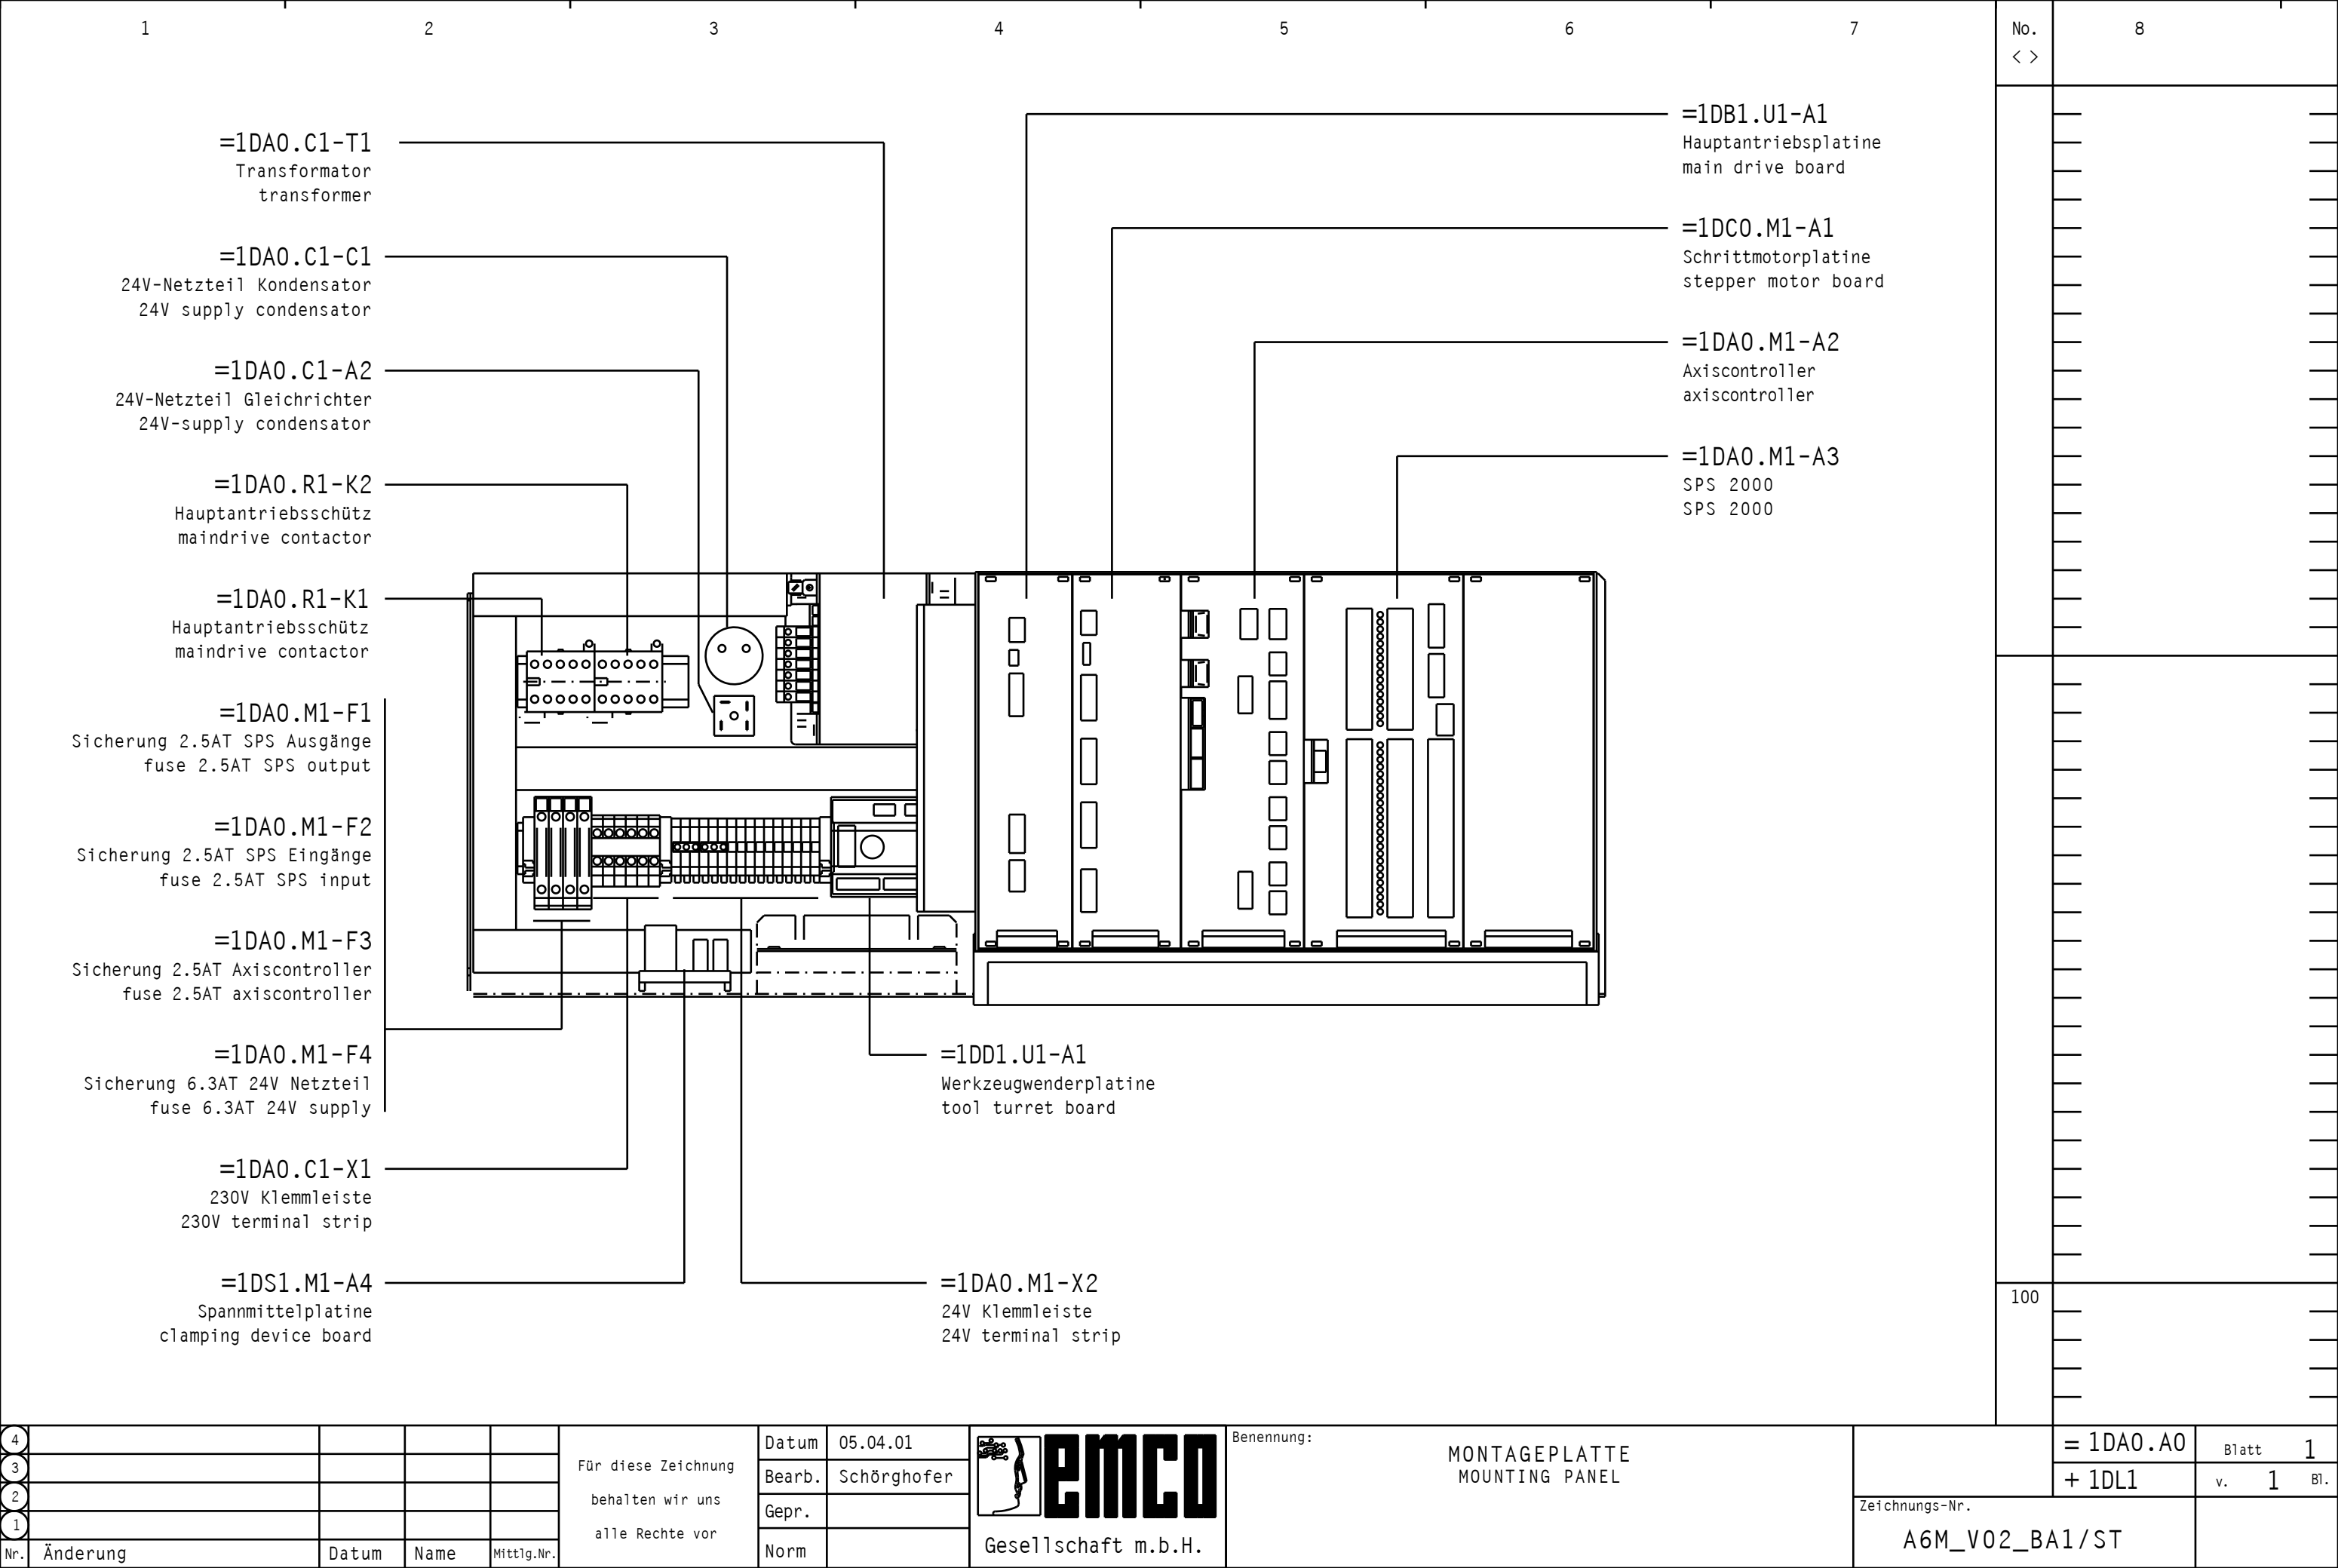 1 2 3 4 5 6 7 No. 8
< >
=1DA0.C1-T1
Transformator
transformer
=1DA0.C1-C1
24V-Netzteil Kondensator
24V supply condensator
=1DA0.C1-A2
24V-Netzteil Gleichrichter
24V-supply condensator
=1DA0.R1-K2
Hauptantriebsschütz
maindrive contactor
=1DA0.R1-K1
Hauptantriebsschütz
maindrive contactor
=1DA0.M1-F1
Sicherung 2.5AT SPS Ausgänge
fuse 2.5AT SPS output
=1DA0.M1-F2
Sicherung 2.5AT SPS Eingänge
fuse 2.5AT SPS input
=1DA0.M1-F3
Sicherung 2.5AT Axiscontroller
fuse 2.5AT axiscontroller
=1DA0.M1-F4
Sicherung 6.3AT 24V Netzteil
fuse 6.3AT 24V supply
=1DA0.C1-X1
230V Klemmleiste
230V terminal strip
=1DS1.M1-A4
Spannmittelplatine
clamping device board
=1DB1.U1-A1
Hauptantriebsplatine
main drive board
=1DC0.M1-A1
Schrittmotorplatine
stepper motor board
=1DA0.M1-A2
Axiscontroller
axiscontroller
=1DA0.M1-A3
SPS 2000
SPS 2000
=1DD1.U1-A1
Werkzeugwenderplatine
tool turret board
=1DA0.M1-X2
24V Klemmleiste
24V terminal strip
100
4
3
2
1
Nr. Änderung Datum Name Mittlg.Nr.
Für diese Zeichnung
behalten wir uns
alle Rechte vor
Datum 05.04.01
Bearb. Schörghofer
Gepr.
Norm
emco
Gesellschaft m.b.H.
Benennung:
MONTAGEPLATTE
MOUNTING PANEL
= 1DA0.A0 Blatt 1
+ 1DL1 v. 1 Bl.
Zeichnungs-Nr.
A6M_V02_BA1/ST